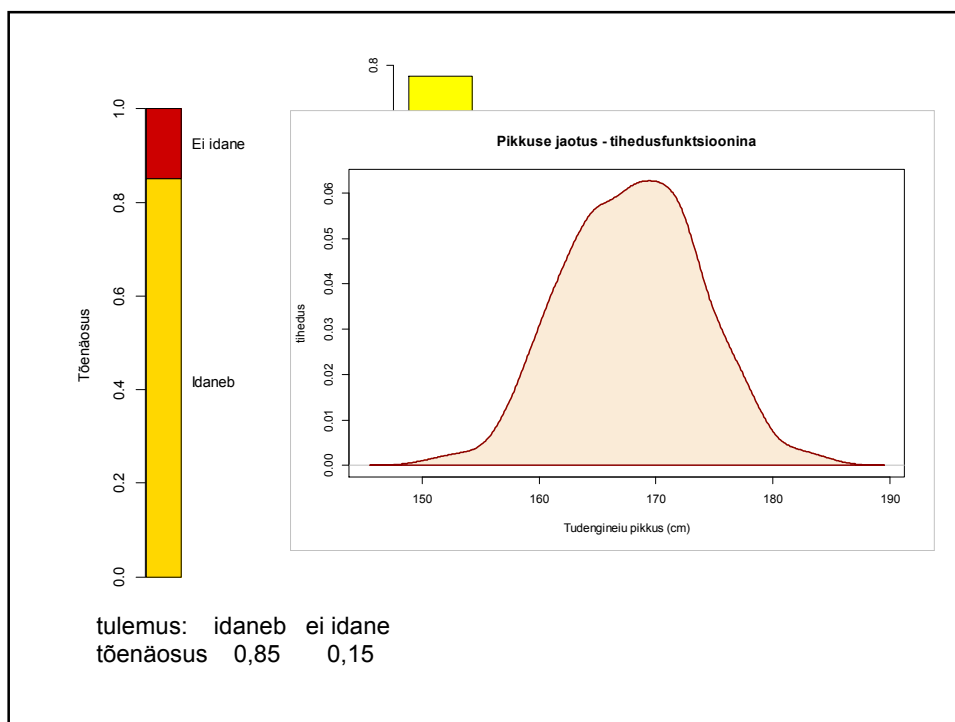 0.8
Pikkuse jaotus - tihedusfunktsioonina
tihedus
0.06
0.05
0.04
0.03
0.02
0.01
0.00
150 160 170 180 190
Tudengineiu pikkus (cm)
Tõenäosus
1.0
0.8
0.6
0.4
0.2
0.0
Ei idane
Idaneb
tulemus: idaneb ei idane
tõenäosus 0,85 0,15